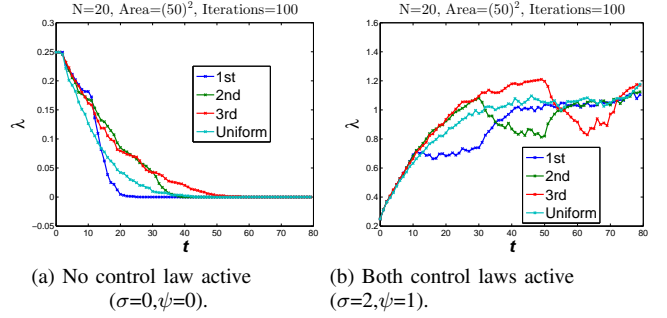 N=20, Area=(50)², Iterations=100
0.3
0.25
0.2
0.15
0.1
0.05
0
−0.05
λ
0 10 20 30 40 50 60 70 80
t
1st
2nd
3rd
Uniform
(a) No control law active
(σ=0,ψ=0).
N=20, Area=(50)², Iterations=100
1.6
1.4
1.2
1
0.8
0.6
0.4
0.2
λ
0 10 20 30 40 50 60 70 80
t
1st
2nd
3rd
Uniform
(b) Both control laws active
(σ=2,ψ=1).